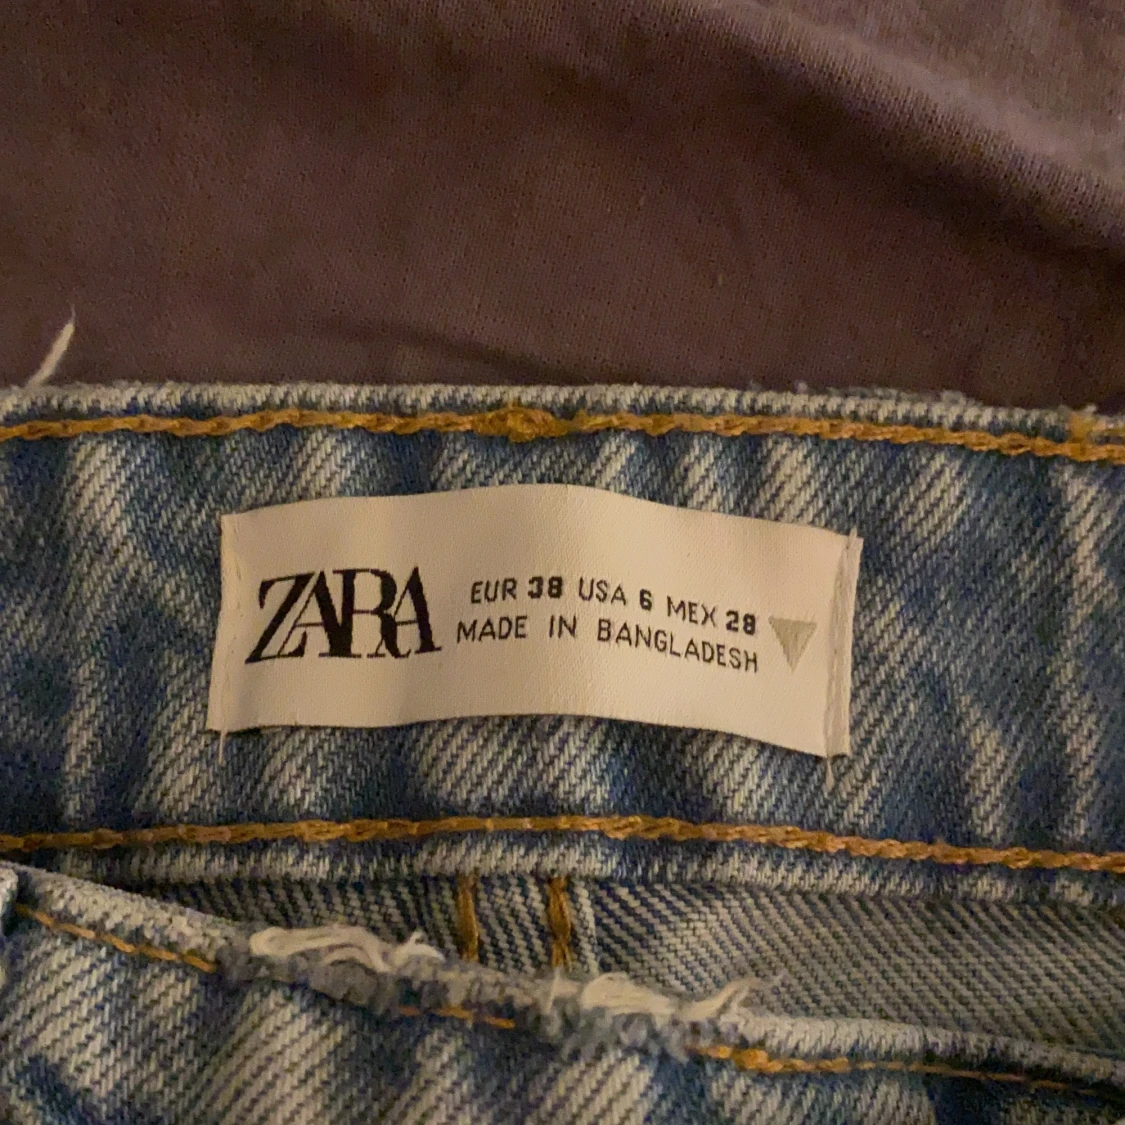 ZARA
EUR 38 USA 6 MEX 28
MADE IN BANGLADESH